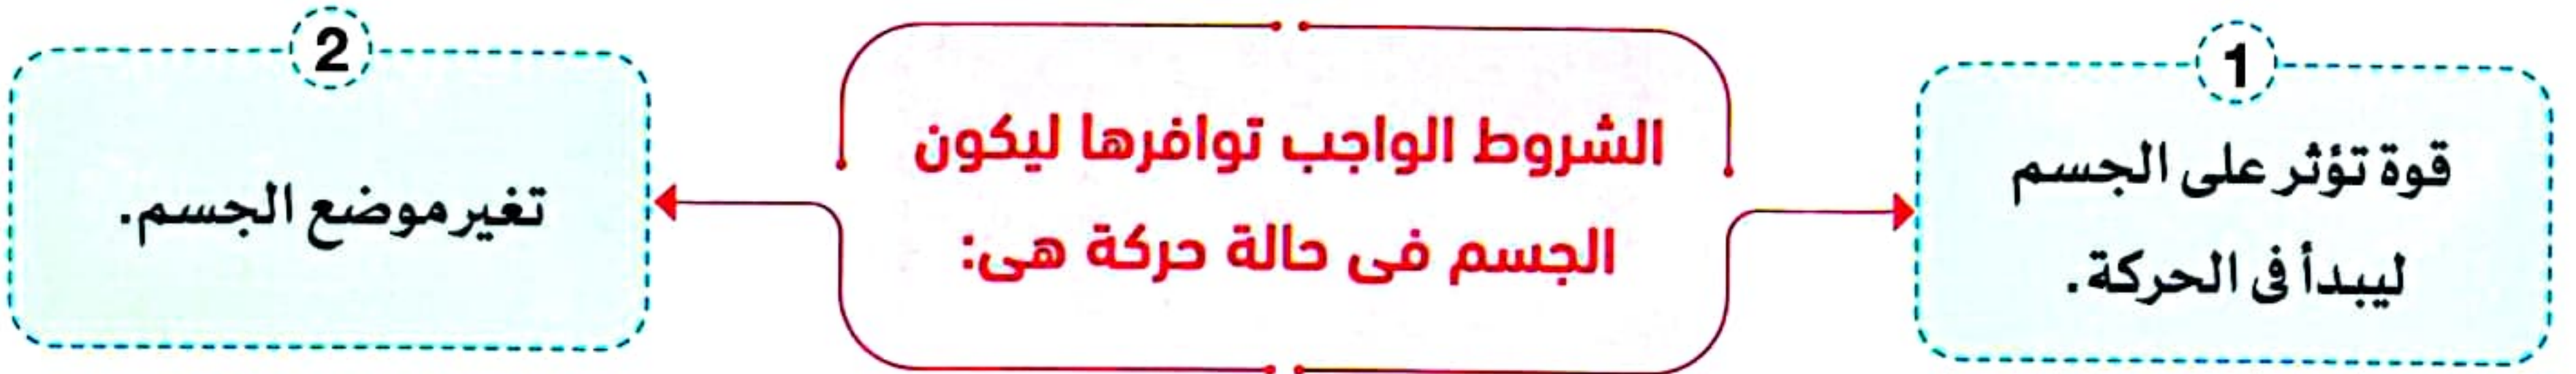 الشروط الواجب توافرها ليكون
الجسم فى حالة حركة هى:
1
قوة تؤثر على الجسم
ليبدأ فى الحركة.
2
تغير موضع الجسم.